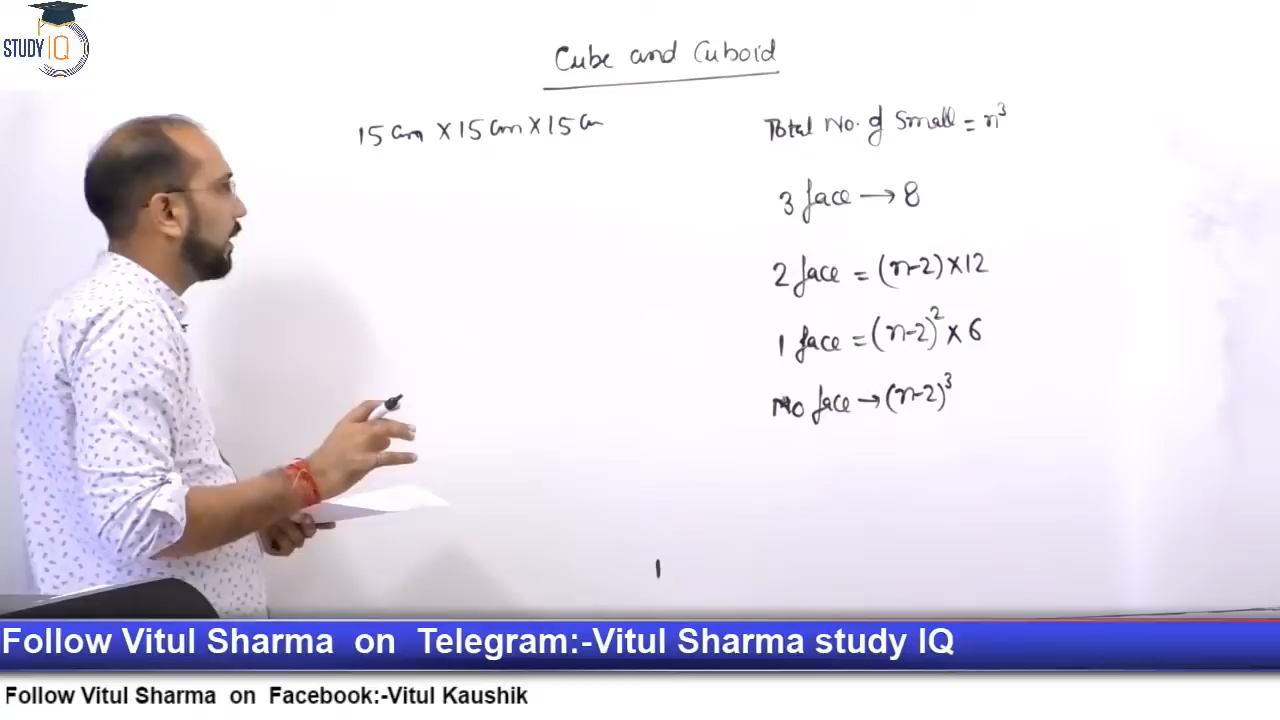 STUDY IQ
Cube and Cuboid
15 cm X 15 cm X 15 cm
Total No. of Small = n³
3 face → 8
2 face = (n-2) X 12
1 face = (n-2)² X 6
No face → (n-2)³
Follow Vitul Sharma on Telegram:-Vitul Sharma study IQ
Follow Vitul Sharma on Facebook:-Vitul Kaushik